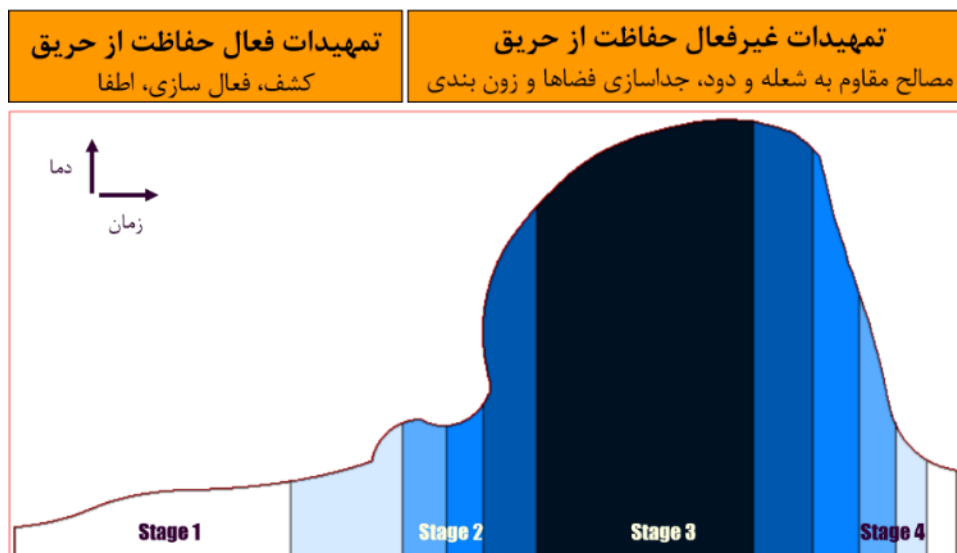 تمهیدات غیرفعال حفاظت از حریق
مصالح مقاوم به شعله و دود، جداسازی فضاها و زون بندی
تمهیدات فعال حفاظت از حریق
کشف، فعال سازی، اطفا
دما
زمان
Stage 1
Stage 2
Stage 3
Stage 4